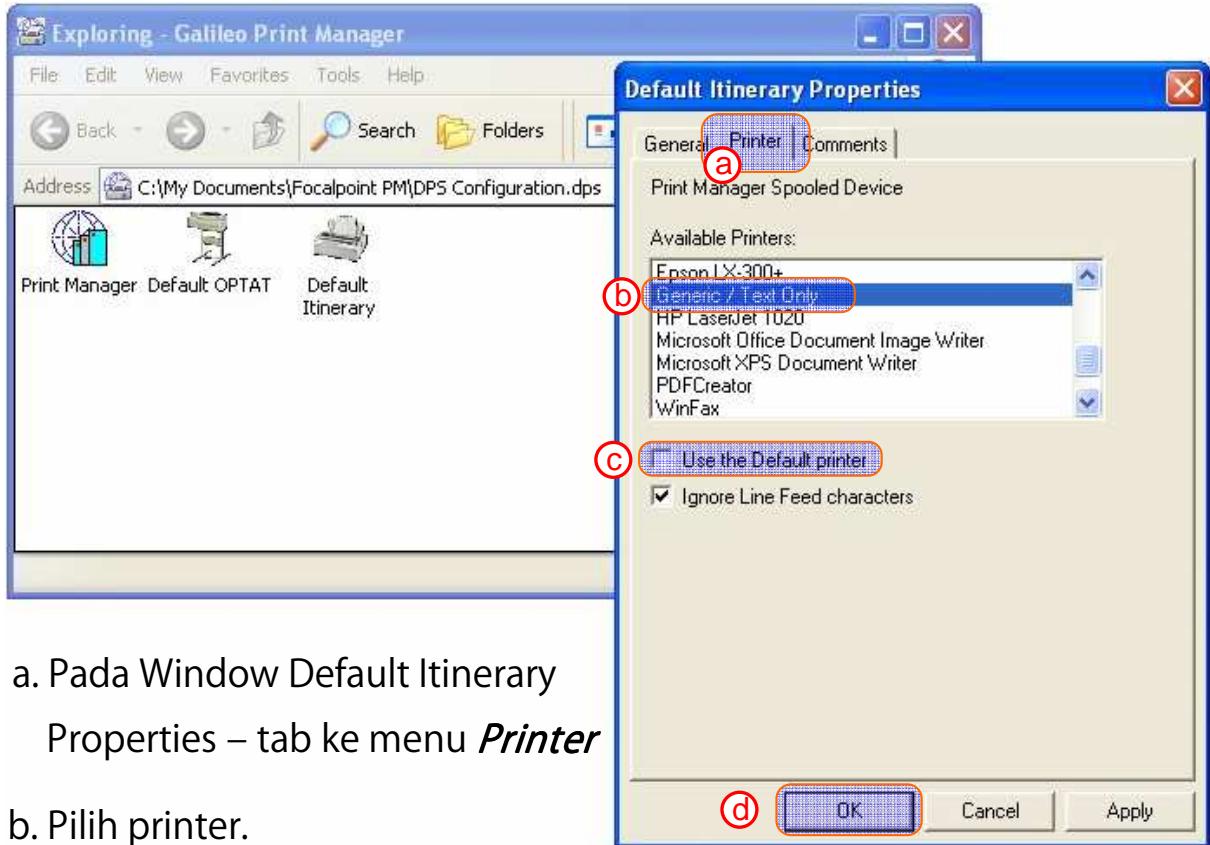 Exploring - Galileo Print Manager
File Edit View Favorites Tools Help
Back Search Folders
Address C:\My Documents\Focalpoint PM\DPS Configuration.dps
Print Manager
Default OPTAT
Default
Itinerary
Default Itinerary Properties
General Printer Comments
a
Print Manager Spooled Device
Available Printers:
Epson LX-300+
b Generic / Text Only
HP LaserJet 1020
Microsoft Office Document Image Writer
Microsoft XPS Document Writer
PDFCreator
WinFax
c Use the Default printer
Ignore Line Feed characters
d OK Cancel Apply
a. Pada Window Default Itinerary
Properties – tab ke menu Printer
b. Pilih printer.